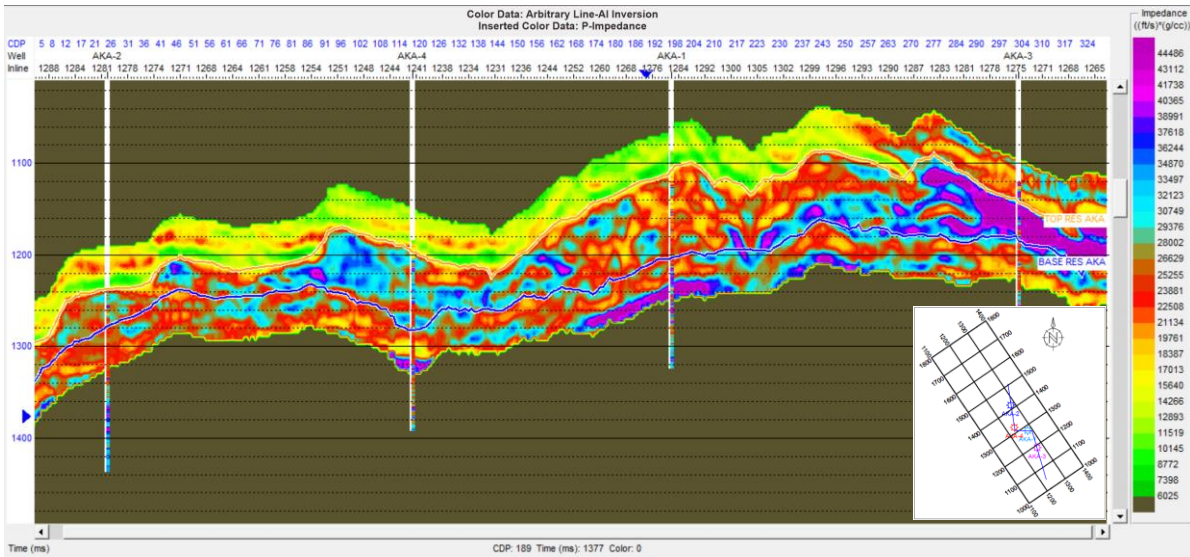 Color Data: Arbitrary Line-AI Inversion
Inserted Color Data: P-Impedance
Impedance
((ft/s)*(g/cc))
CDP 5 8 12 17 21 26 31 36 41 46 51 56 61 66 71 76 81 86 91 96 102 108 114 120 126 132 138 144 150 156 162 168 174 180 186 192 198 204 210 217 223 230 237 243 250 257 263 270 277 284 290 297 304 310 317 324
Well AKA-2 AKA-4 AKA-1 AKA-3
Inline 1288 1284 1281 1278 1274 1271 1268 1264 1261 1258 1254 1251 1248 1244 1241 1238 1234 1231 1236 1244 1252 1260 1268 1276 1284 1292 1300 1305 1302 1299 1296 1293 1290 1286 1283 1281 1278 1275 1271 1268 1265
1100
1200
1300
1400
TOP RES AKA
BASE RES AKA
44486
43112
41738
40365
38991
37618
36244
34870
33497
32123
30749
29376
28002
26629
25255
23881
22508
21134
19761
18387
17013
15640
14266
12893
11519
10145
8772
7398
6025
N
AKA-2
AKA-3
Time (ms)
CDP: 189 Time (ms): 1377 Color: 0